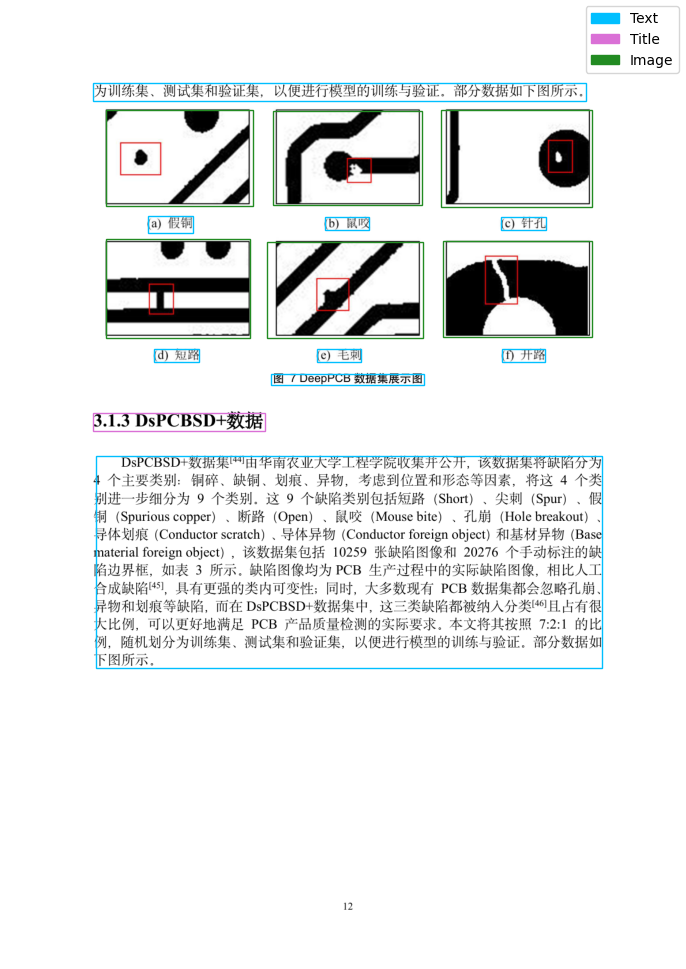 Text
Title
Image
为训练集、测试集和验证集，以便进行模型的训练与验证。部分数据如下图所示。
(a) 假铜
(b) 鼠咬
(c) 针孔
(d) 短路
(e) 毛刺
(f) 开路
图 7 DeepPCB 数据集展示图
3.1.3 DsPCBSD+数据
DsPCBSD+数据集[44]由华南农业大学工程学院收集并公开，该数据集将缺陷分为
4 个主要类别：铜碎、缺铜、划痕、异物，考虑到位置和形态等因素，将这 4 个类
别进一步细分为 9 个类别。这 9 个缺陷类别包括短路（Short）、尖刺（Spur）、假
铜（Spurious copper）、断路（Open）、鼠咬（Mouse bite）、孔崩（Hole breakout）、
导体划痕（Conductor scratch）、导体异物（Conductor foreign object）和基材异物（Base
material foreign object），该数据集包括 10259 张缺陷图像和 20276 个手动标注的缺
陷边界框，如表 3 所示。缺陷图像均为 PCB 生产过程中的实际缺陷图像，相比人工
合成缺陷[45]，具有更强的类内可变性；同时，大多数现有 PCB 数据集都会忽略孔崩、
异物和划痕等缺陷，而在 DsPCBSD+数据集中，这三类缺陷都被纳入分类[46]且占有很
大比例，可以更好地满足 PCB 产品质量检测的实际要求。本文将其按照 7:2:1 的比
例，随机划分为训练集、测试集和验证集，以便进行模型的训练与验证。部分数据如
下图所示。
12